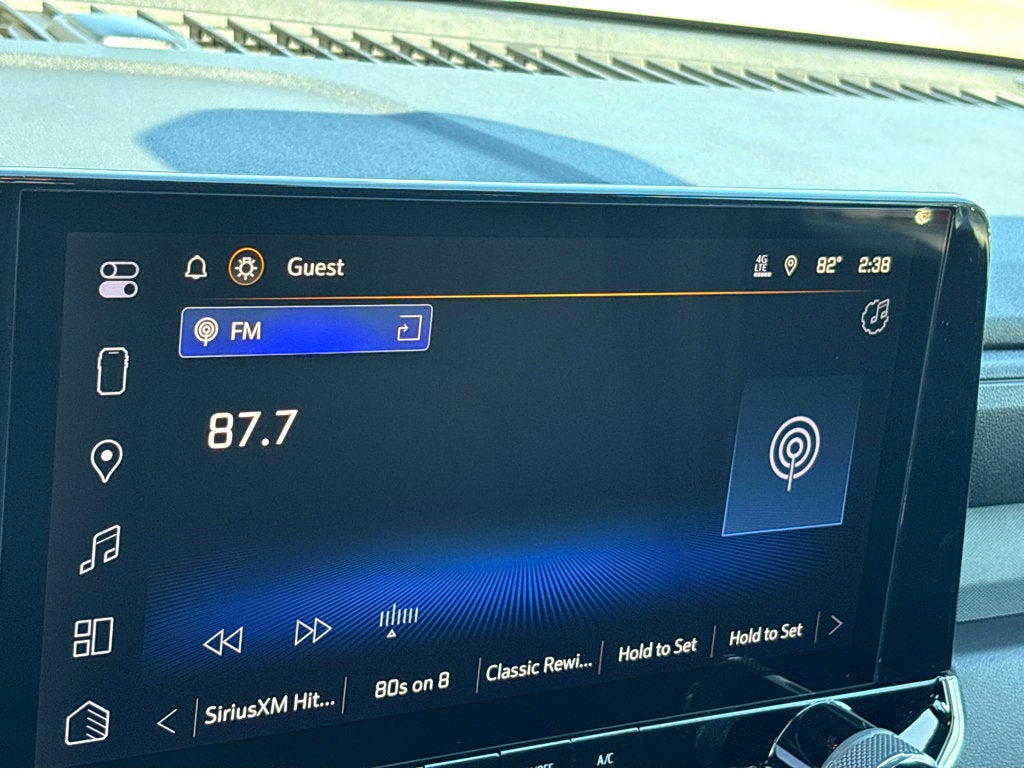 Guest
4G
LTE
82° 2:38
FM
87.7
SiriusXM Hit... 80s on 8 Classic Rewi... Hold to Set Hold to Set
A/C